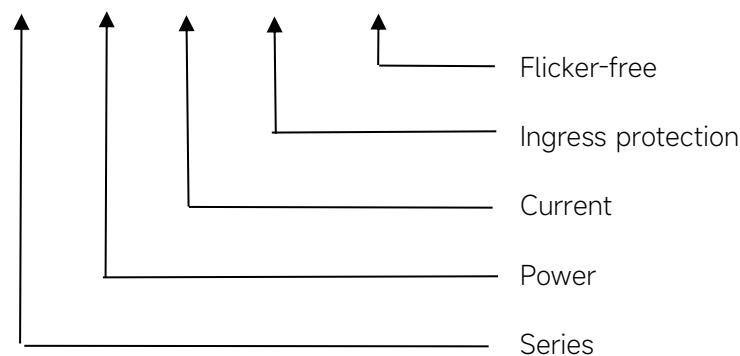 Flicker-free
Ingress protection
Current
Power
Series